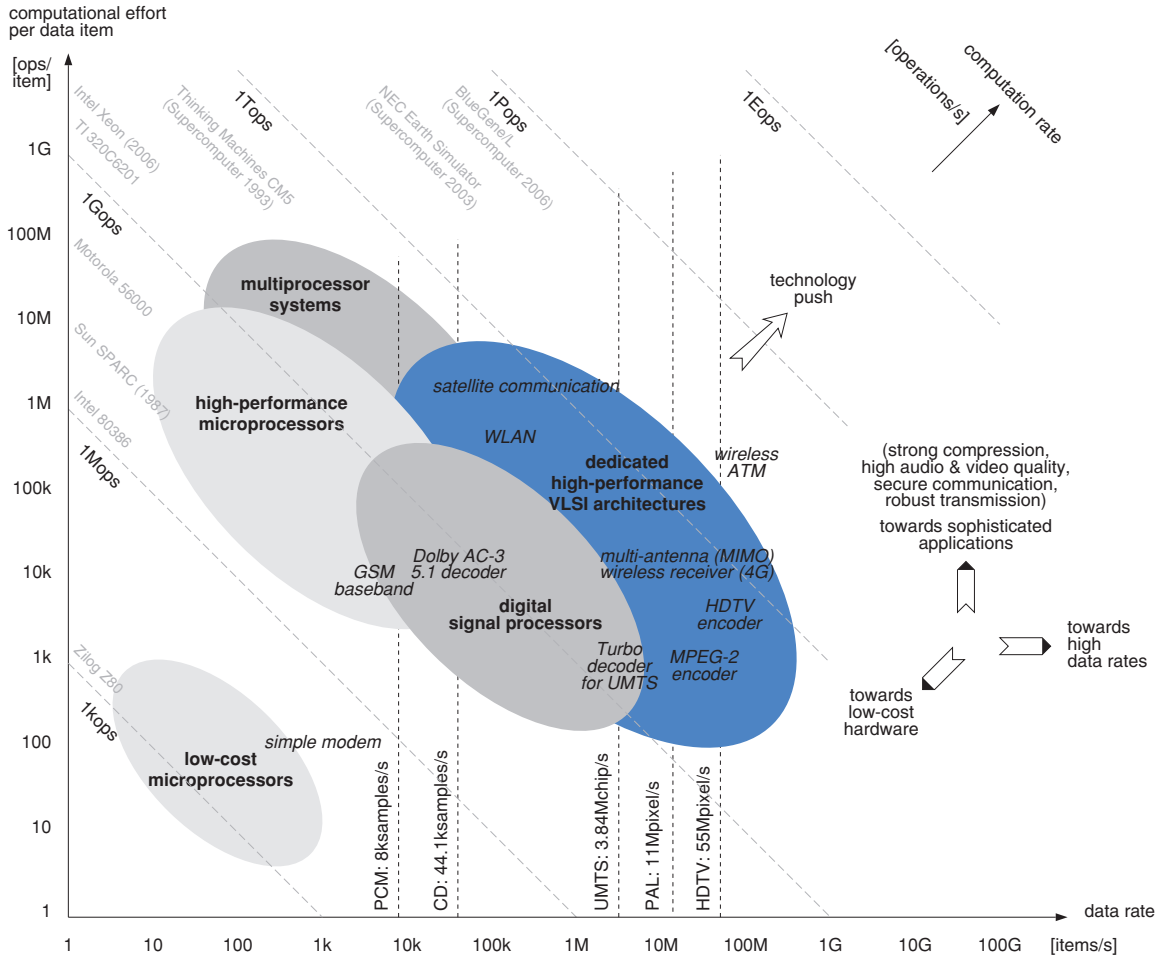 computational effort
per data item
[ops/
item]
1G
100M
10M
1M
100k
10k
1k
100
10
1
1
10
100
1k
10k
100k
1M
10M
100M
1G
10G
100G
[items/s]
data rate
Intel Xeon (2006)
TI 320C6201
Thinking Machines CM5
(Supercomputer 1993)
NEC Earth Simulator
(Supercomputer 2003)
BlueGene/L
(Supercomputer 2006)
Motorola 56000
Sun SPARC (1987)
Intel 80386
Zilog Z80
1kops
1Mops
1Gops
1Tops
1Pops
1Eops
[operations/s]
computation rate
multiprocessor
systems
high-performance
microprocessors
satellite communication
WLAN
dedicated
high-performance
VLSI architectures
wireless
ATM
technology
push
GSM
baseband
Dolby AC-3
5.1 decoder
digital
signal processors
multi-antenna (MIMO)
wireless receiver (4G)
HDTV
encoder
Turbo
decoder
for UMTS
MPEG-2
encoder
simple modem
low-cost
microprocessors
PCM: 8ksamples/s
CD: 44.1ksamples/s
UMTS: 3.84Mchip/s
PAL: 11Mpixel/s
HDTV: 55Mpixel/s
(strong compression,
high audio & video quality,
secure communication,
robust transmission)
towards sophisticated
applications
towards
high
data rates
towards
low-cost
hardware